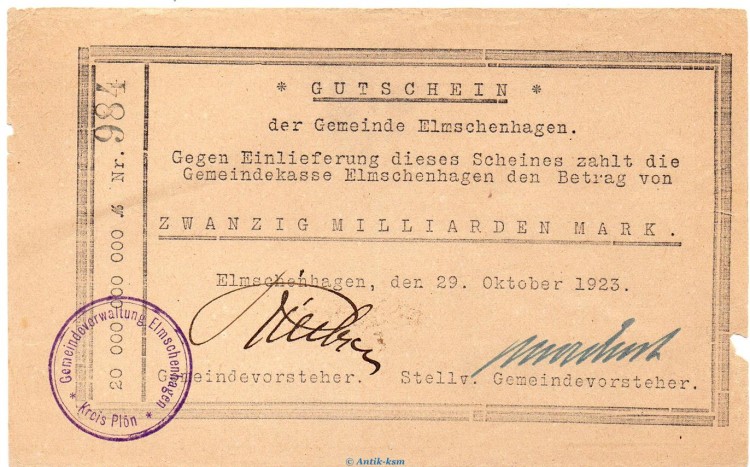 * GUTSCHEIN *
der Gemeinde Elmschenhagen.
Gegen Einlieferung dieses Scheines zahlt die
Gemeindekasse Elmschenhagen den Betrag von
ZWANZIG MILLIARDEN MARK.
Elmschenhagen, den 29. Oktober 1923.
Gemeindevorsteher. Stellv. Gemeindevorsteher.
20 000 000 000 ℳ Nr. 984
Gemeindeverwaltung Elmschenhagen
* Kreis Plön *
© Antik-ksm